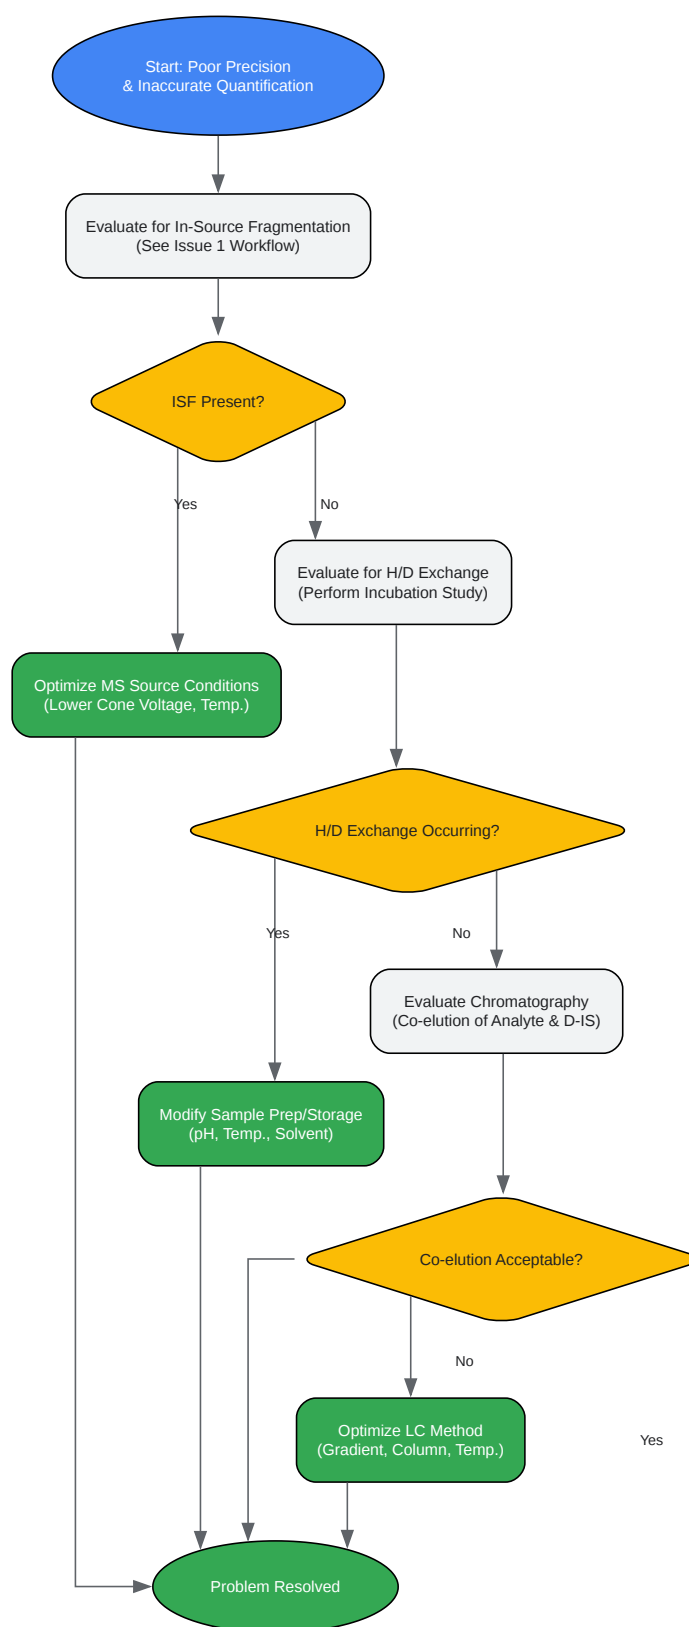 Start: Poor Precision
& Inaccurate Quantification
Evaluate for In-Source Fragmentation
(See Issue 1 Workflow)
ISF Present?
Yes
No
Evaluate for H/D Exchange
(Perform Incubation Study)
Optimize MS Source Conditions
(Lower Cone Voltage, Temp.)
H/D Exchange Occurring?
Yes
No
Evaluate Chromatography
(Co-elution of Analyte & D-IS)
Modify Sample Prep/Storage
(pH, Temp., Solvent)
Co-elution Acceptable?
No
Optimize LC Method
(Gradient, Column, Temp.)
Yes
Problem Resolved